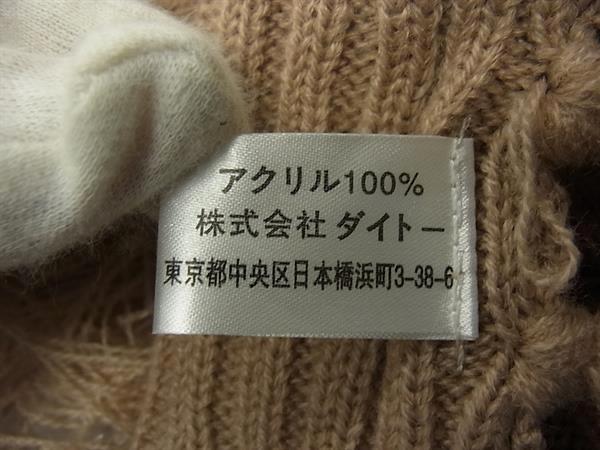 アクリル100%
株式会社 ダイトー
東京都中央区日本橋浜町3-38-6